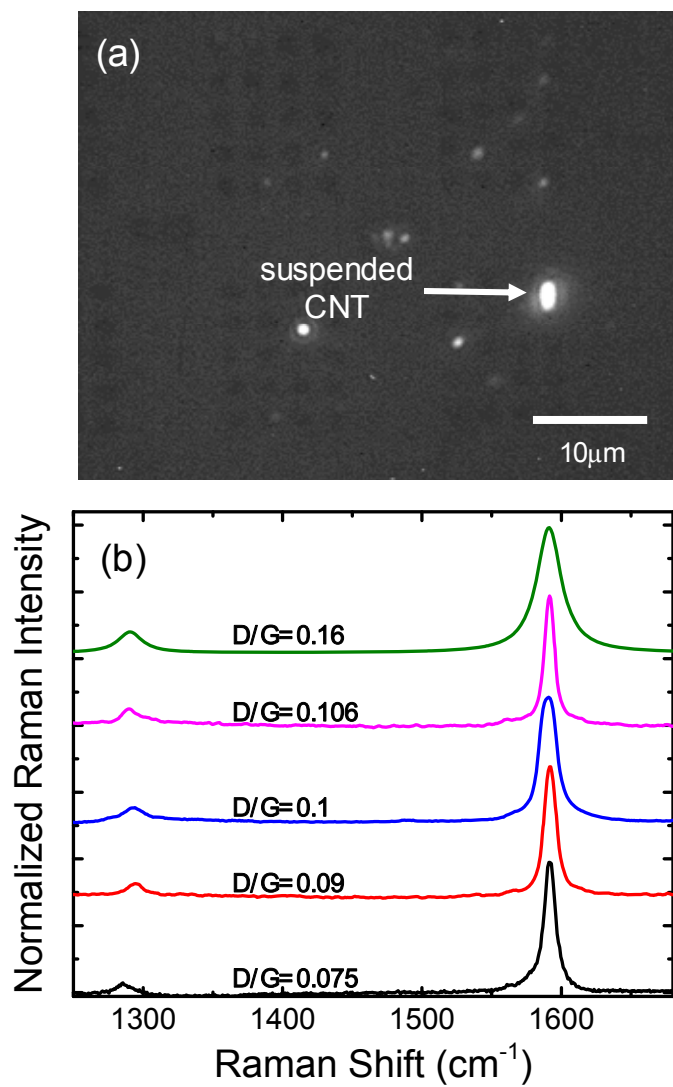 (a)
suspended
CNT
10μm
(b)
D/G=0.16
D/G=0.106
D/G=0.1
D/G=0.09
D/G=0.075
Normalized Raman Intensity
1300 1400 1500 1600
Raman Shift (cm⁻¹)